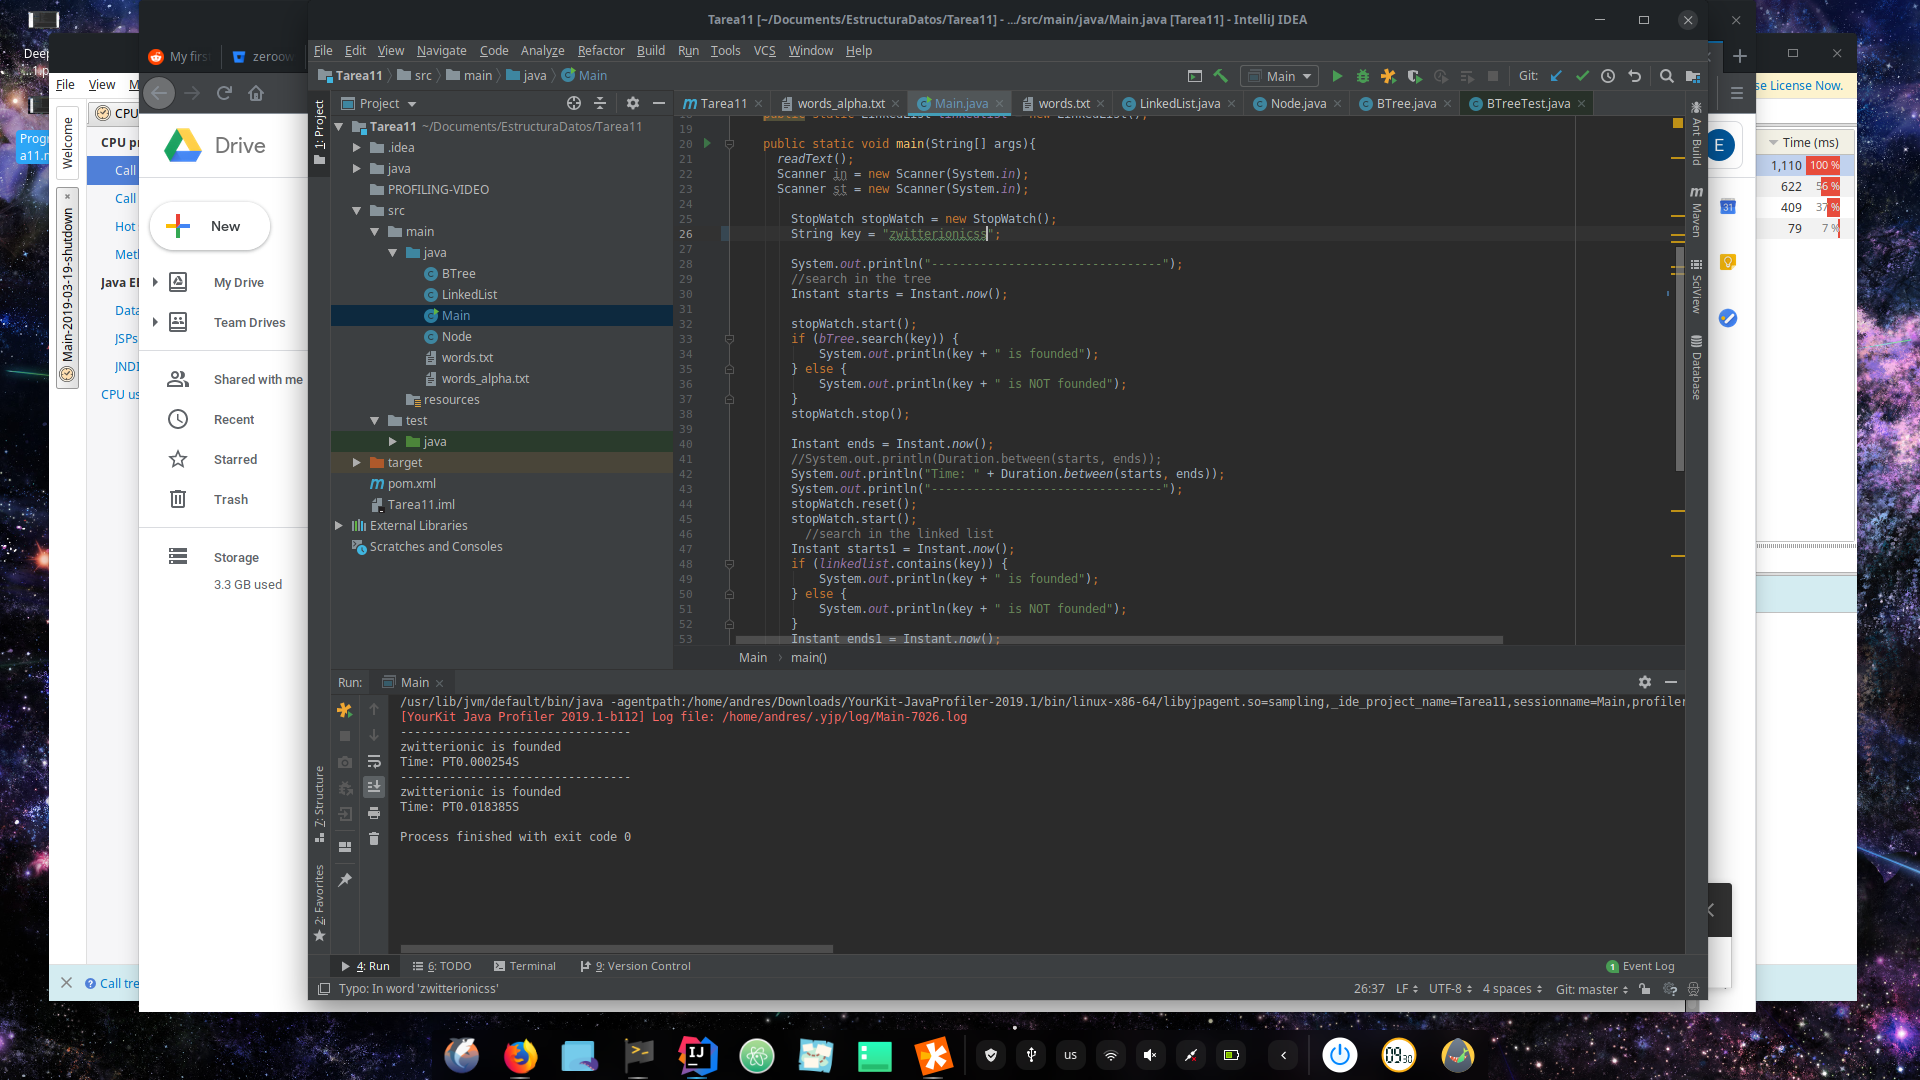 Tarea11 [~/Documents/EstructuraDatos/Tarea11] - .../src/main/java/Main.java [Tarea11] - IntelliJ IDEA
File Edit View Navigate Code Analyze Refactor Build Run Tools VCS Window Help
Tarea11 src main java Main
Main
Git:
My firs
zeroow
File View M
CPU
Welcome
Main-2019-03-19-shutdown
Call
Call
Hot
Met
Java EE
Data
JSPs
JNDI
CPU us
Call tre
Drive
New
My Drive
Team Drives
Shared with me
Recent
Starred
Trash
Storage
3.3 GB used
1: Project
7: Structure
2: Favorites
Project
Tarea11 ~/Documents/EstructuraDatos/Tarea11
.idea
java
PROFILING-VIDEO
src
main
java
BTree
LinkedList
Main
Node
words.txt
words_alpha.txt
resources
test
java
target
pom.xml
Tarea11.iml
External Libraries
Scratches and Consoles
Tarea11 words_alpha.txt Main.java words.txt LinkedList.java Node.java BTree.java BTreeTest.java
19
20 public static void main(String[] args){
21 readText();
22 Scanner in = new Scanner(System.in);
23 Scanner st = new Scanner(System.in);
24
25 StopWatch stopWatch = new StopWatch();
26 String key = "zwitterionicss";
27
28 System.out.println("---------------------------------");
29 //search in the tree
30 Instant starts = Instant.now();
31
32 stopWatch.start();
33 if (bTree.search(key)) {
34 System.out.println(key + " is founded");
35 } else {
36 System.out.println(key + " is NOT founded");
37 }
38 stopWatch.stop();
39
40 Instant ends = Instant.now();
41 //System.out.println(Duration.between(starts, ends));
42 System.out.println("Time: " + Duration.between(starts, ends));
43 System.out.println("---------------------------------");
44 stopWatch.reset();
45 stopWatch.start();
46 //search in the linked list
47 Instant starts1 = Instant.now();
48 if (linkedlist.contains(key)) {
49 System.out.println(key + " is founded");
50 } else {
51 System.out.println(key + " is NOT founded");
52 }
53 Instant ends1 = Instant.now();
Main main()
Ant Build
Maven
SciView
Database
se License Now.
Time (ms)
1,110 100 %
622 56 %
409 37 %
79 7 %
E
31
Run: Main
/usr/lib/jvm/default/bin/java -agentpath:/home/andres/Downloads/YourKit-JavaProfiler-2019.1/bin/linux-x86-64/libyjpagent.so=sampling,_ide_project_name=Tarea11,sessionname=Main,profiler
[YourKit Java Profiler 2019.1-b112] Log file: /home/andres/.yjp/log/Main-7026.log
---------------------------------
zwitterionic is founded
Time: PT0.000254S
---------------------------------
zwitterionic is founded
Time: PT0.018385S
Process finished with exit code 0
4: Run 6: TODO Terminal 9: Version Control
1 Event Log
Typo: In word 'zwitterionicss'
26:37 LF UTF-8 4 spaces Git: master
us
09:30